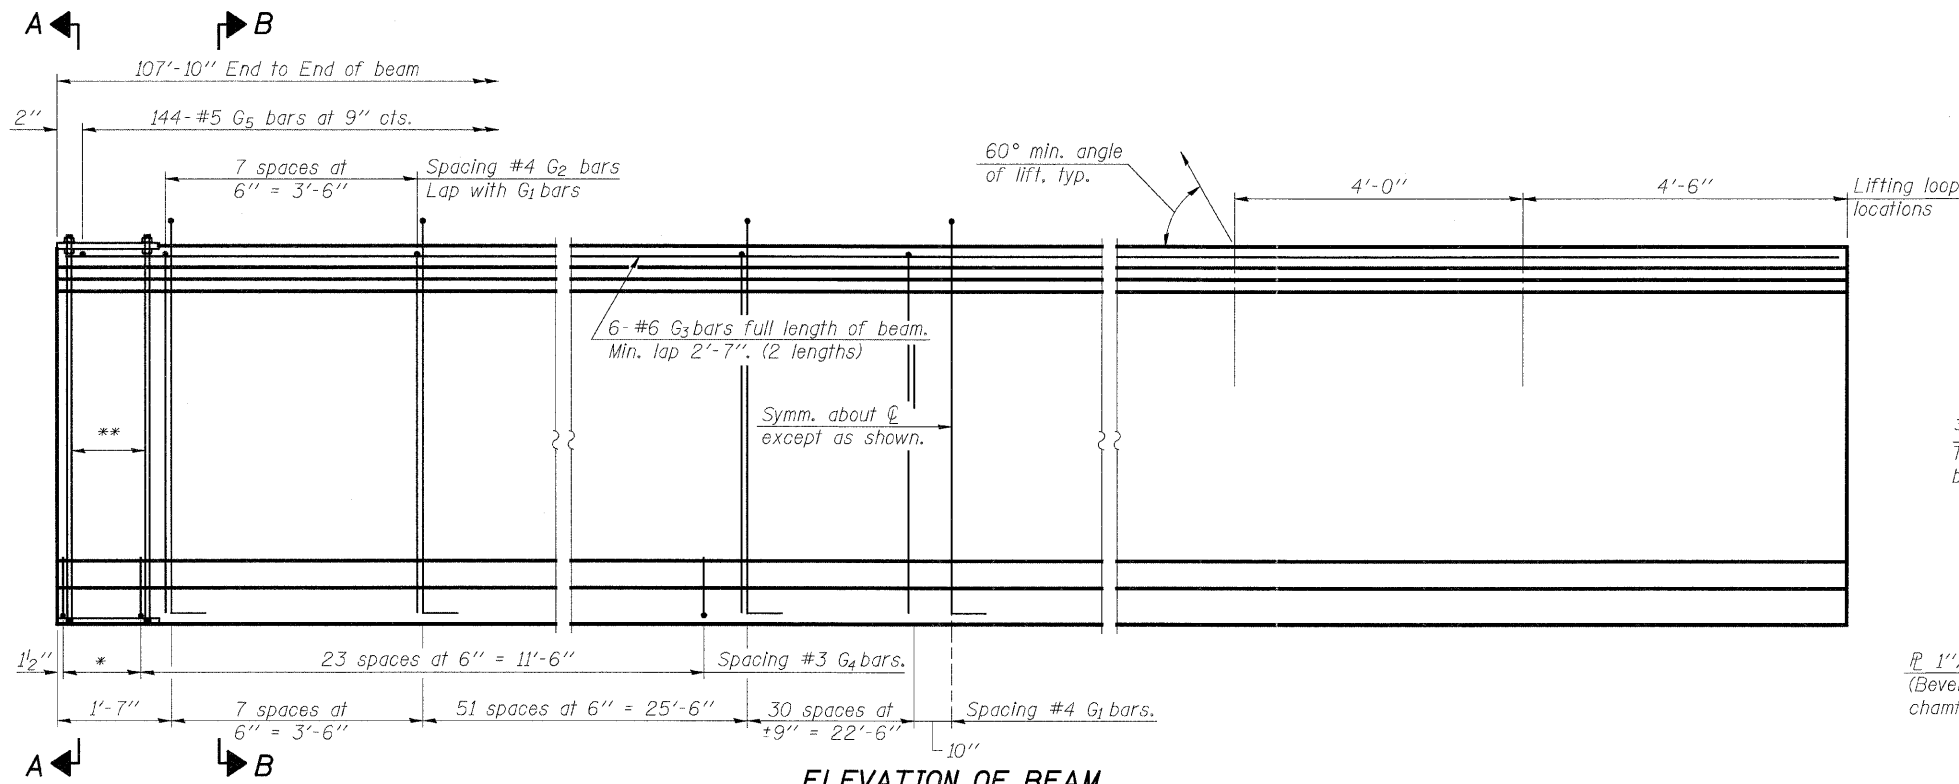 A B
107'-10" End to End of beam
2"
144-#5 G5 bars at 9" cts.
7 spaces at
6" = 3'-6"
Spacing #4 G2 bars
Lap with G1 bars
60° min. angle
of lift, typ.
4'-0"
4'-6"
Lifting loop
locations
6-#6 G3 bars full length of beam.
Min. lap 2'-7". (2 lengths)
Symm. about ℄
except as shown.
**
1½"
*
23 spaces at 6" = 11'-6"
Spacing #3 G4 bars.
1'-7"
7 spaces at
6" = 3'-6"
51 spaces at 6" = 25'-6"
30 spaces at
±9" = 22'-6"
10"
Spacing #4 G1 bars.
℄ 1"
(Beve
chamf
A B
ELEVATION OF BEAM